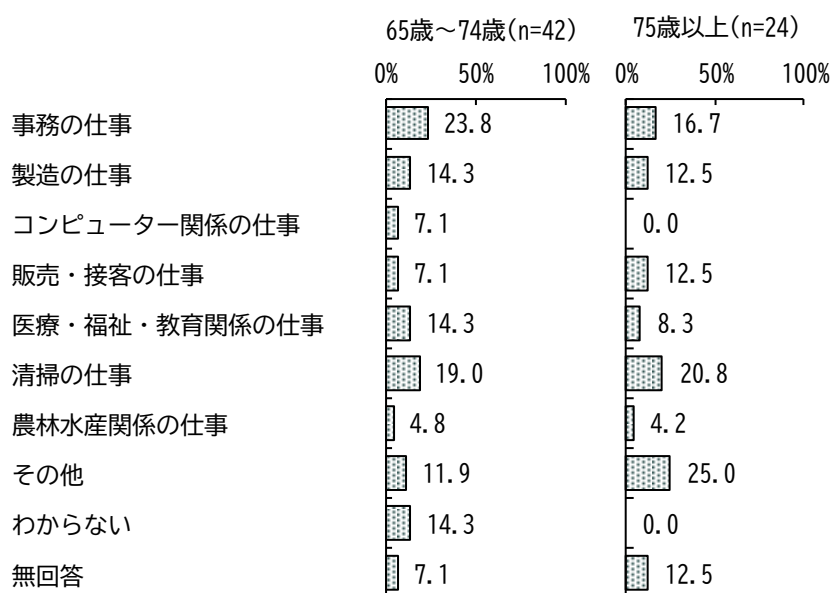 65歳～74歳(n=42) 75歳以上(n=24)
0% 50% 100% 0% 50% 100%
事務の仕事 23.8 16.7
製造の仕事 14.3 12.5
コンピューター関係の仕事 7.1 0.0
販売・接客の仕事 7.1 12.5
医療・福祉・教育関係の仕事 14.3 8.3
清掃の仕事 19.0 20.8
農林水産関係の仕事 4.8 4.2
その他 11.9 25.0
わからない 14.3 0.0
無回答 7.1 12.5